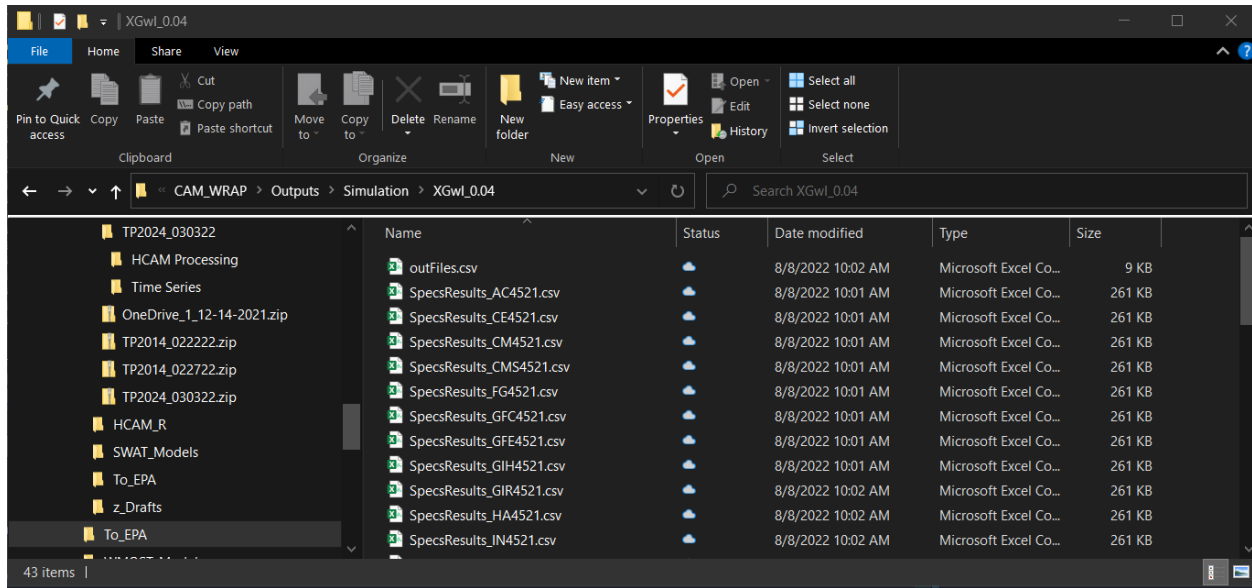 XGwI_0.04
File Home Share View
Pin to Quick access
Copy
Paste
Cut
Copy path
Paste shortcut
Clipboard
Move to
Copy to
Delete
Rename
Organize
New folder
New item
Easy access
New
Properties
Open
Edit
History
Open
Select all
Select none
Invert selection
Select
« CAM_WRAP > Outputs > Simulation > XGwI_0.04
Search XGwI_0.04
TP2024_030322
HCAM Processing
Time Series
OneDrive_1_12-14-2021.zip
TP2014_022222.zip
TP2014_022722.zip
TP2024_030322.zip
HCAM_R
SWAT_Models
To_EPA
z_Drafts
To_EPA
Name Status Date modified Type Size
outFiles.csv 8/8/2022 10:02 AM Microsoft Excel Co... 9 KB
SpecsResults_AC4521.csv 8/8/2022 10:01 AM Microsoft Excel Co... 261 KB
SpecsResults_CE4521.csv 8/8/2022 10:01 AM Microsoft Excel Co... 261 KB
SpecsResults_CM4521.csv 8/8/2022 10:01 AM Microsoft Excel Co... 261 KB
SpecsResults_CMS4521.csv 8/8/2022 10:01 AM Microsoft Excel Co... 261 KB
SpecsResults_FG4521.csv 8/8/2022 10:01 AM Microsoft Excel Co... 261 KB
SpecsResults_GFC4521.csv 8/8/2022 10:01 AM Microsoft Excel Co... 261 KB
SpecsResults_GFE4521.csv 8/8/2022 10:01 AM Microsoft Excel Co... 261 KB
SpecsResults_GIH4521.csv 8/8/2022 10:01 AM Microsoft Excel Co... 261 KB
SpecsResults_GIR4521.csv 8/8/2022 10:02 AM Microsoft Excel Co... 261 KB
SpecsResults_HA4521.csv 8/8/2022 10:02 AM Microsoft Excel Co... 261 KB
SpecsResults_IN4521.csv 8/8/2022 10:02 AM Microsoft Excel Co... 261 KB
43 items